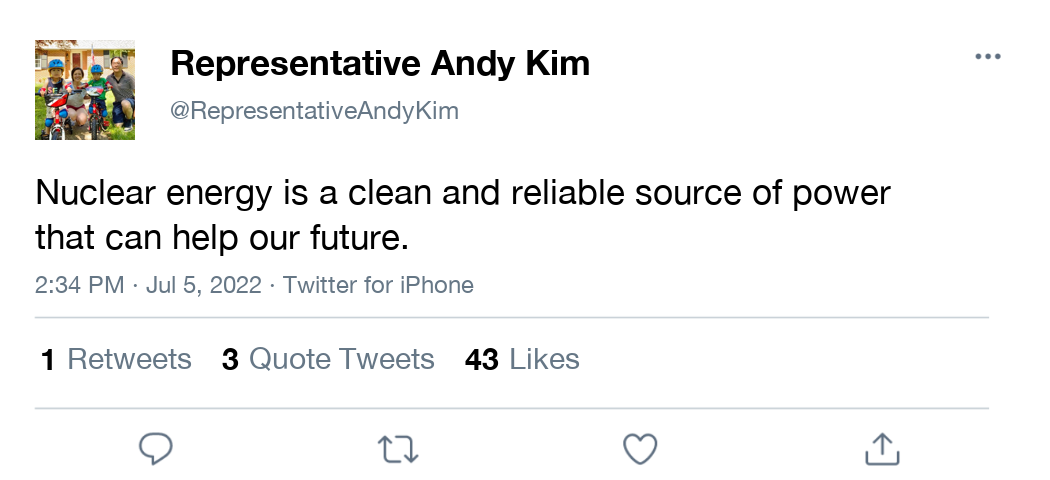 Representative Andy Kim
@RepresentativeAndyKim
Nuclear energy is a clean and reliable source of power
that can help our future.
2:34 PM · Jul 5, 2022 · Twitter for iPhone
1 Retweets 3 Quote Tweets 43 Likes